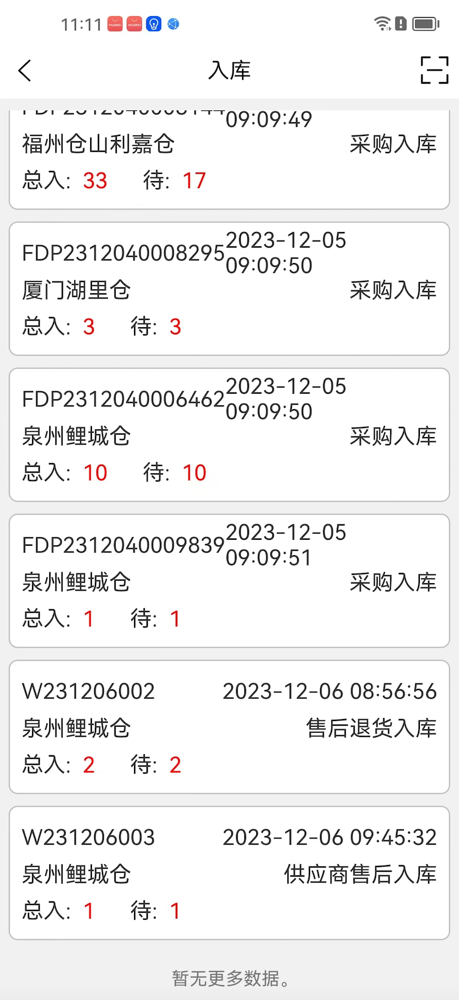 11:11
入库
09:09:49
福州仓山利嘉仓 采购入库
总入: 33 待: 17
2023-12-05
FDP2312040008295
09:09:50
厦门湖里仓 采购入库
总入: 3 待: 3
2023-12-05
FDP2312040006462
09:09:50
泉州鲤城仓 采购入库
总入: 10 待: 10
2023-12-05
FDP2312040009839
09:09:51
泉州鲤城仓 采购入库
总入: 1 待: 1
W231206002 2023-12-06 08:56:56
泉州鲤城仓 售后退货入库
总入: 2 待: 2
W231206003 2023-12-06 09:45:32
泉州鲤城仓 供应商售后入库
总入: 1 待: 1
暂无更多数据。